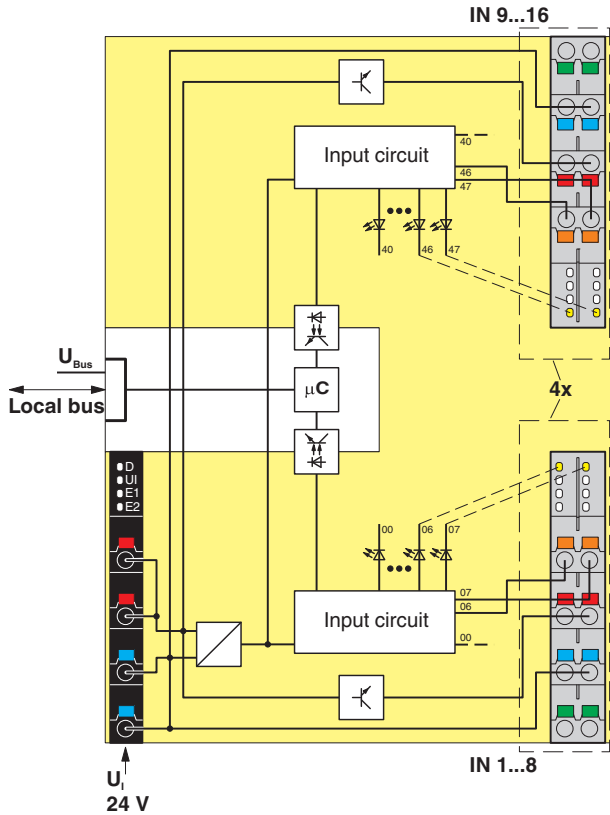 IN 9...16
Input circuit
40
46
47
40
46
47
U Bus
Local bus
µC
4x
D
UI
E1
E2
00
06
07
07
06
00
Input circuit
IN 1...8
U I
24 V